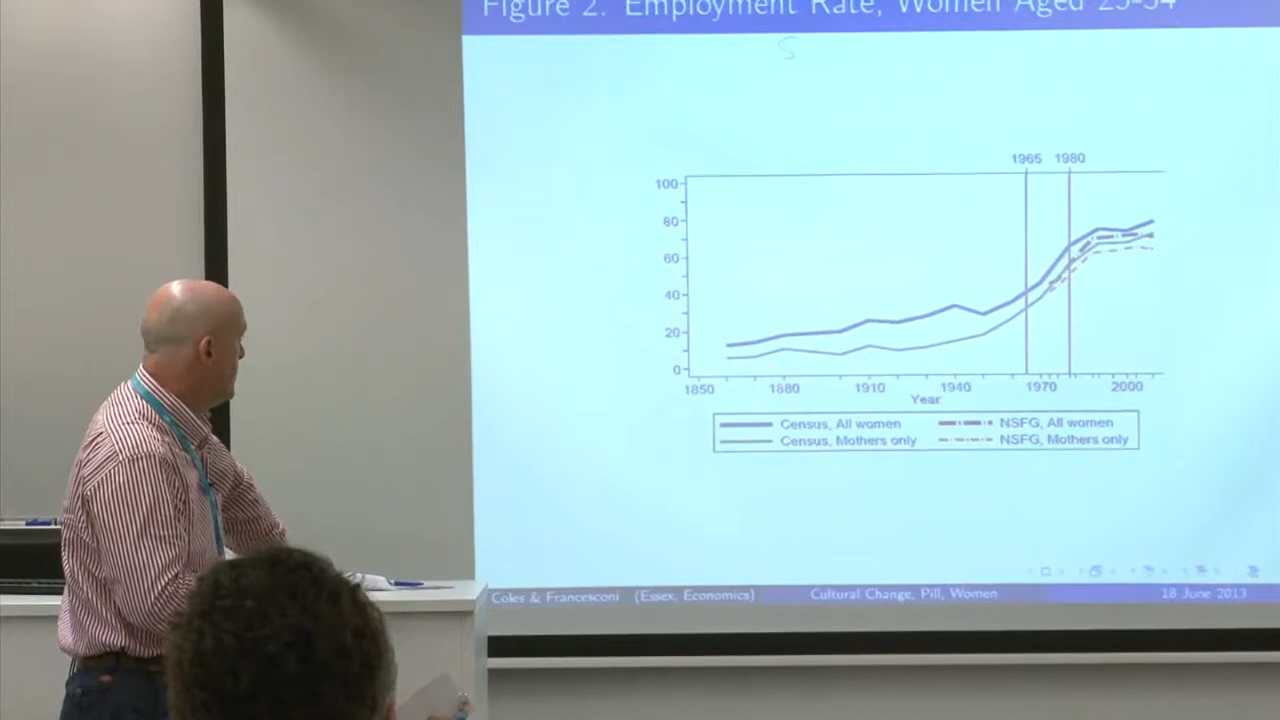 Figure 2. Employment Rate, Women Aged 25-34
S
1965 1980
100
80
60
40
20
0
1850 1880 1910 1940 1970 2000
Year
Census, All women NSFG, All women
Census, Mothers only NSFG, Mothers only
Coles & Francesconi (Essex, Economics) Cultural Change, Pill, Women 18 June 2013